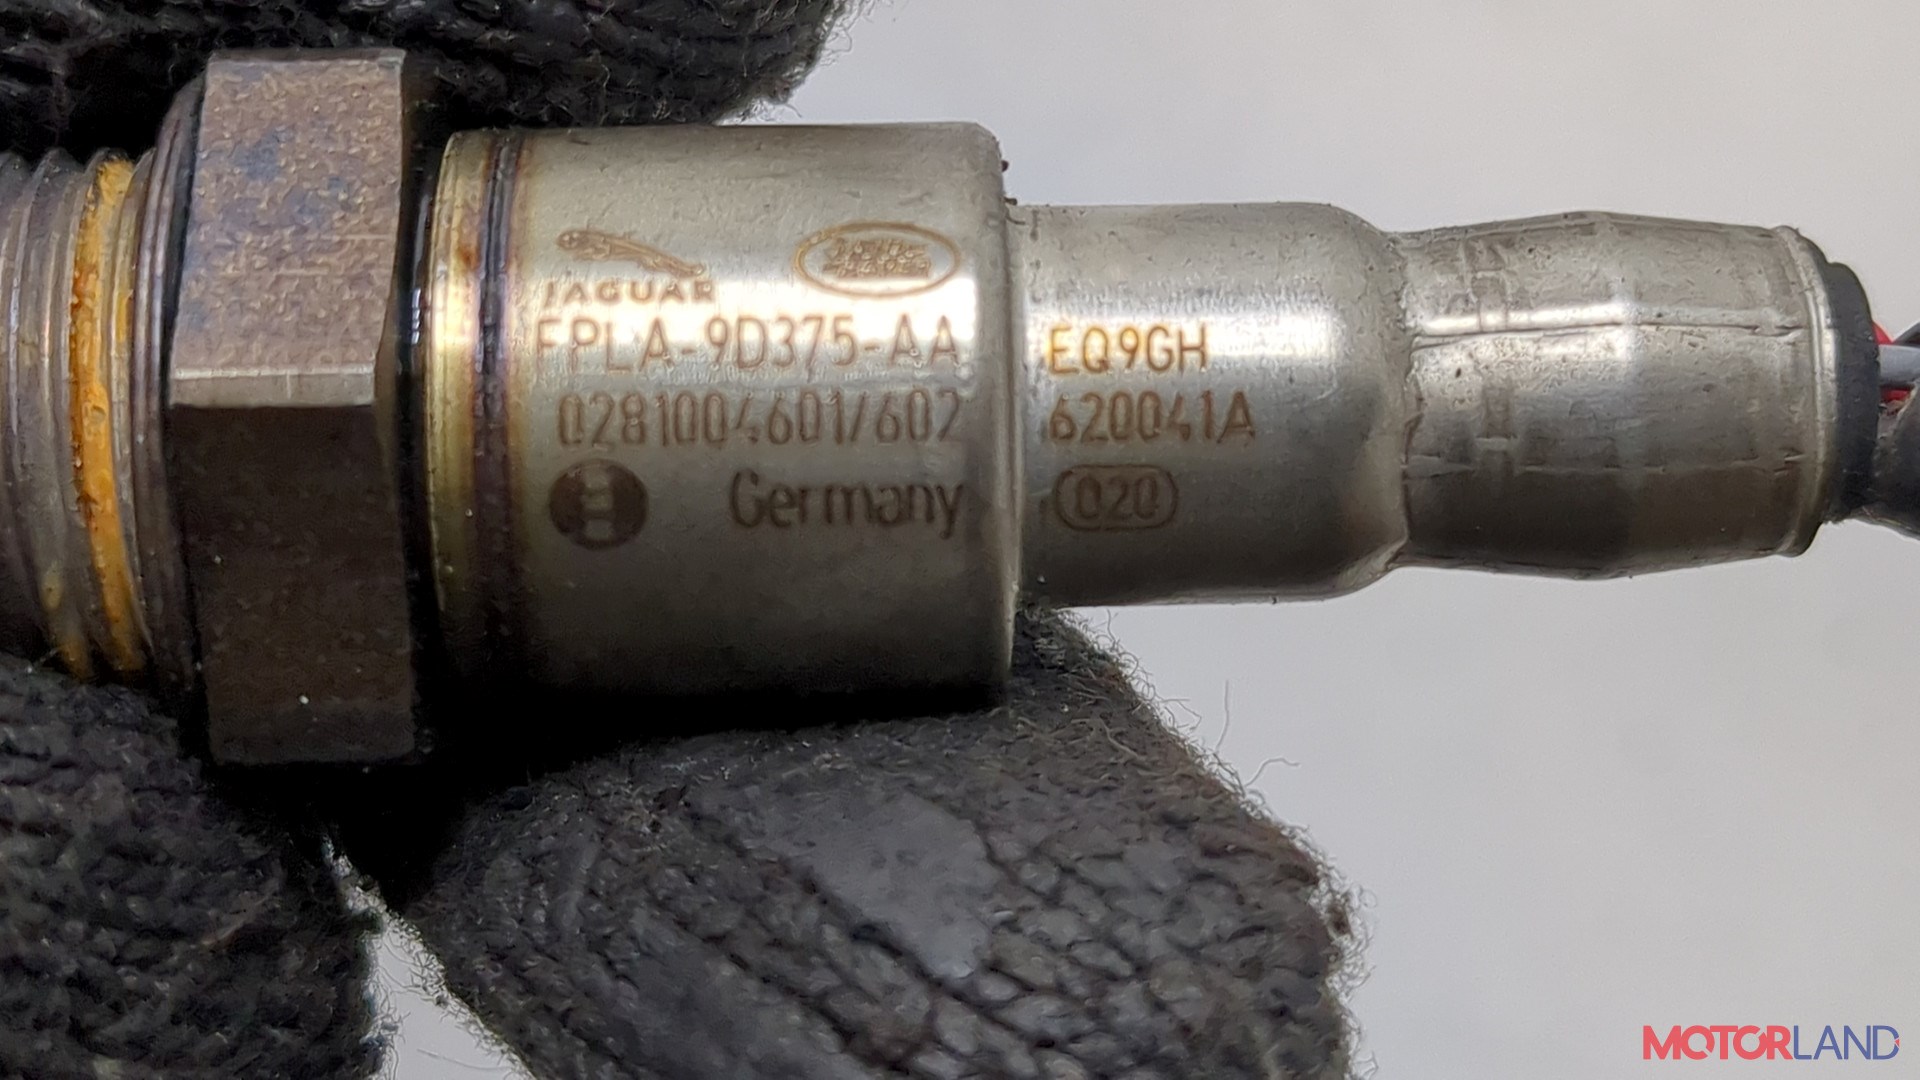 JAGUAR
FPLA-9D375-AA
0281004601/602
Germany
EQ9GH
620041A
020
MOTORLAND